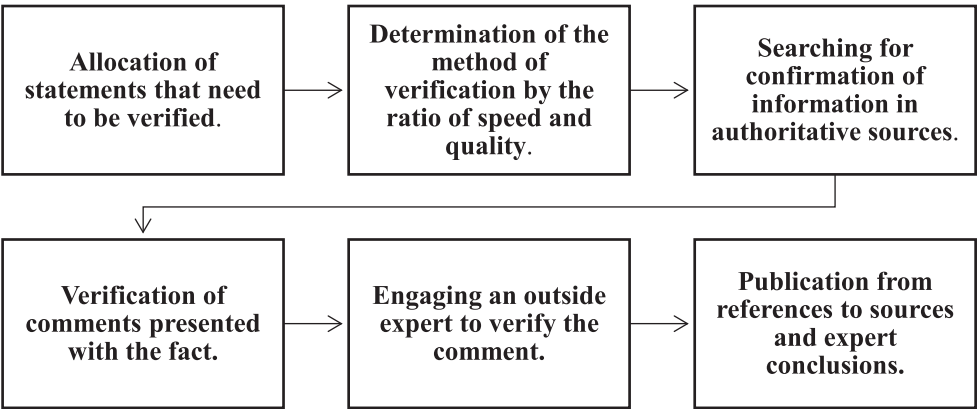 Allocation of
statements that need
to be verified.
Determination of the
method of
verification by the
ratio of speed and
quality.
Searching for
confirmation of
information in
authoritative sources.
Verification of
comments presented
with the fact.
Engaging an outside
expert to verify the
comment.
Publication from
references to sources
and expert
conclusions.